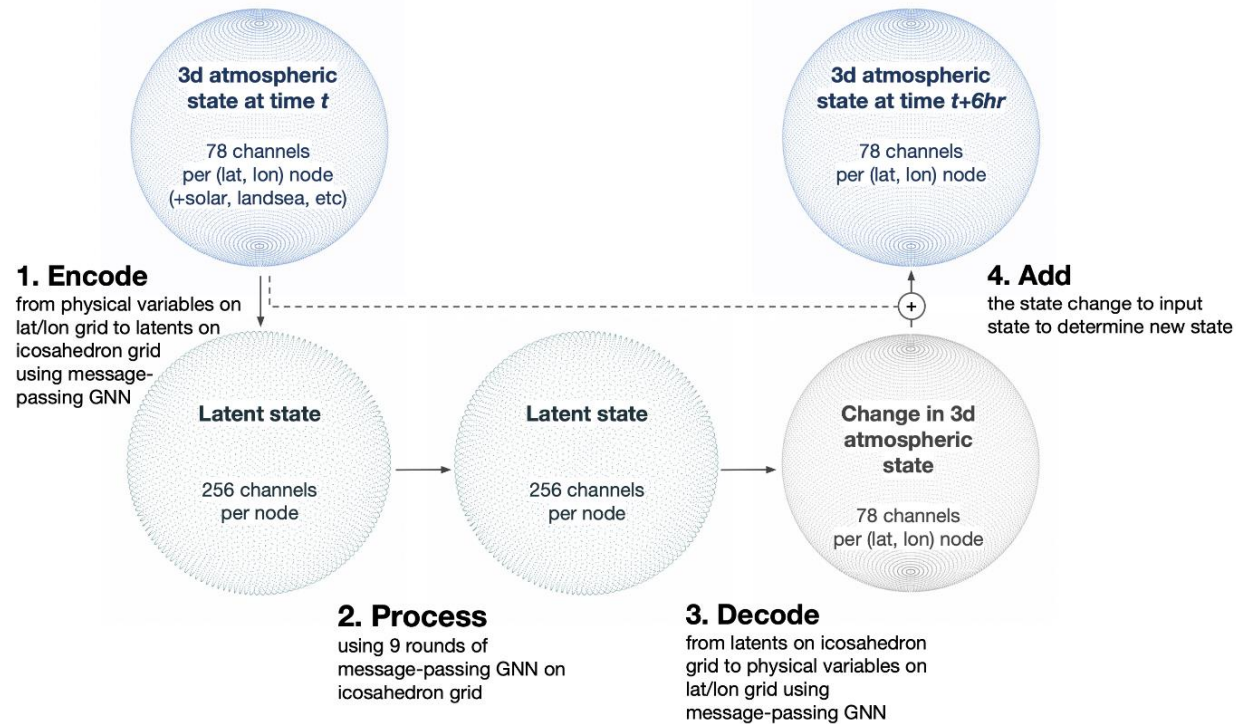 3d atmospheric
state at time t
78 channels
per (lat, lon) node
(+solar, landsea, etc)
3d atmospheric
state at time t+6hr
78 channels
per (lat, lon) node
1. Encode
from physical variables on
lat/lon grid to latents on
icosahedron grid
using message-
passing GNN
+
4. Add
the state change to input
state to determine new state
Latent state
256 channels
per node
Latent state
256 channels
per node
Change in 3d
atmospheric
state
78 channels
per (lat, lon) node
2. Process
using 9 rounds of
message-passing GNN on
icosahedron grid
3. Decode
from latents on icosahedron
grid to physical variables on
lat/lon grid using
message-passing GNN